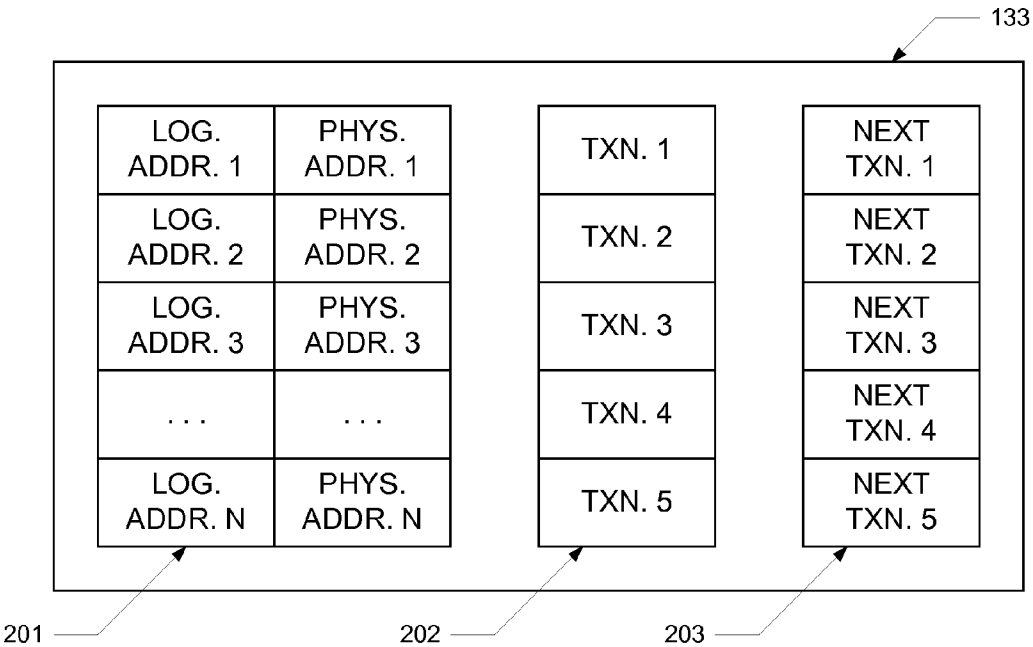 133
LOG. ADDR. 1
PHYS. ADDR. 1
TXN. 1
NEXT TXN. 1
LOG. ADDR. 2
PHYS. ADDR. 2
TXN. 2
NEXT TXN. 2
LOG. ADDR. 3
PHYS. ADDR. 3
TXN. 3
NEXT TXN. 3
. . .
. . .
TXN. 4
NEXT TXN. 4
LOG. ADDR. N
PHYS. ADDR. N
TXN. 5
NEXT TXN. 5
201
202
203